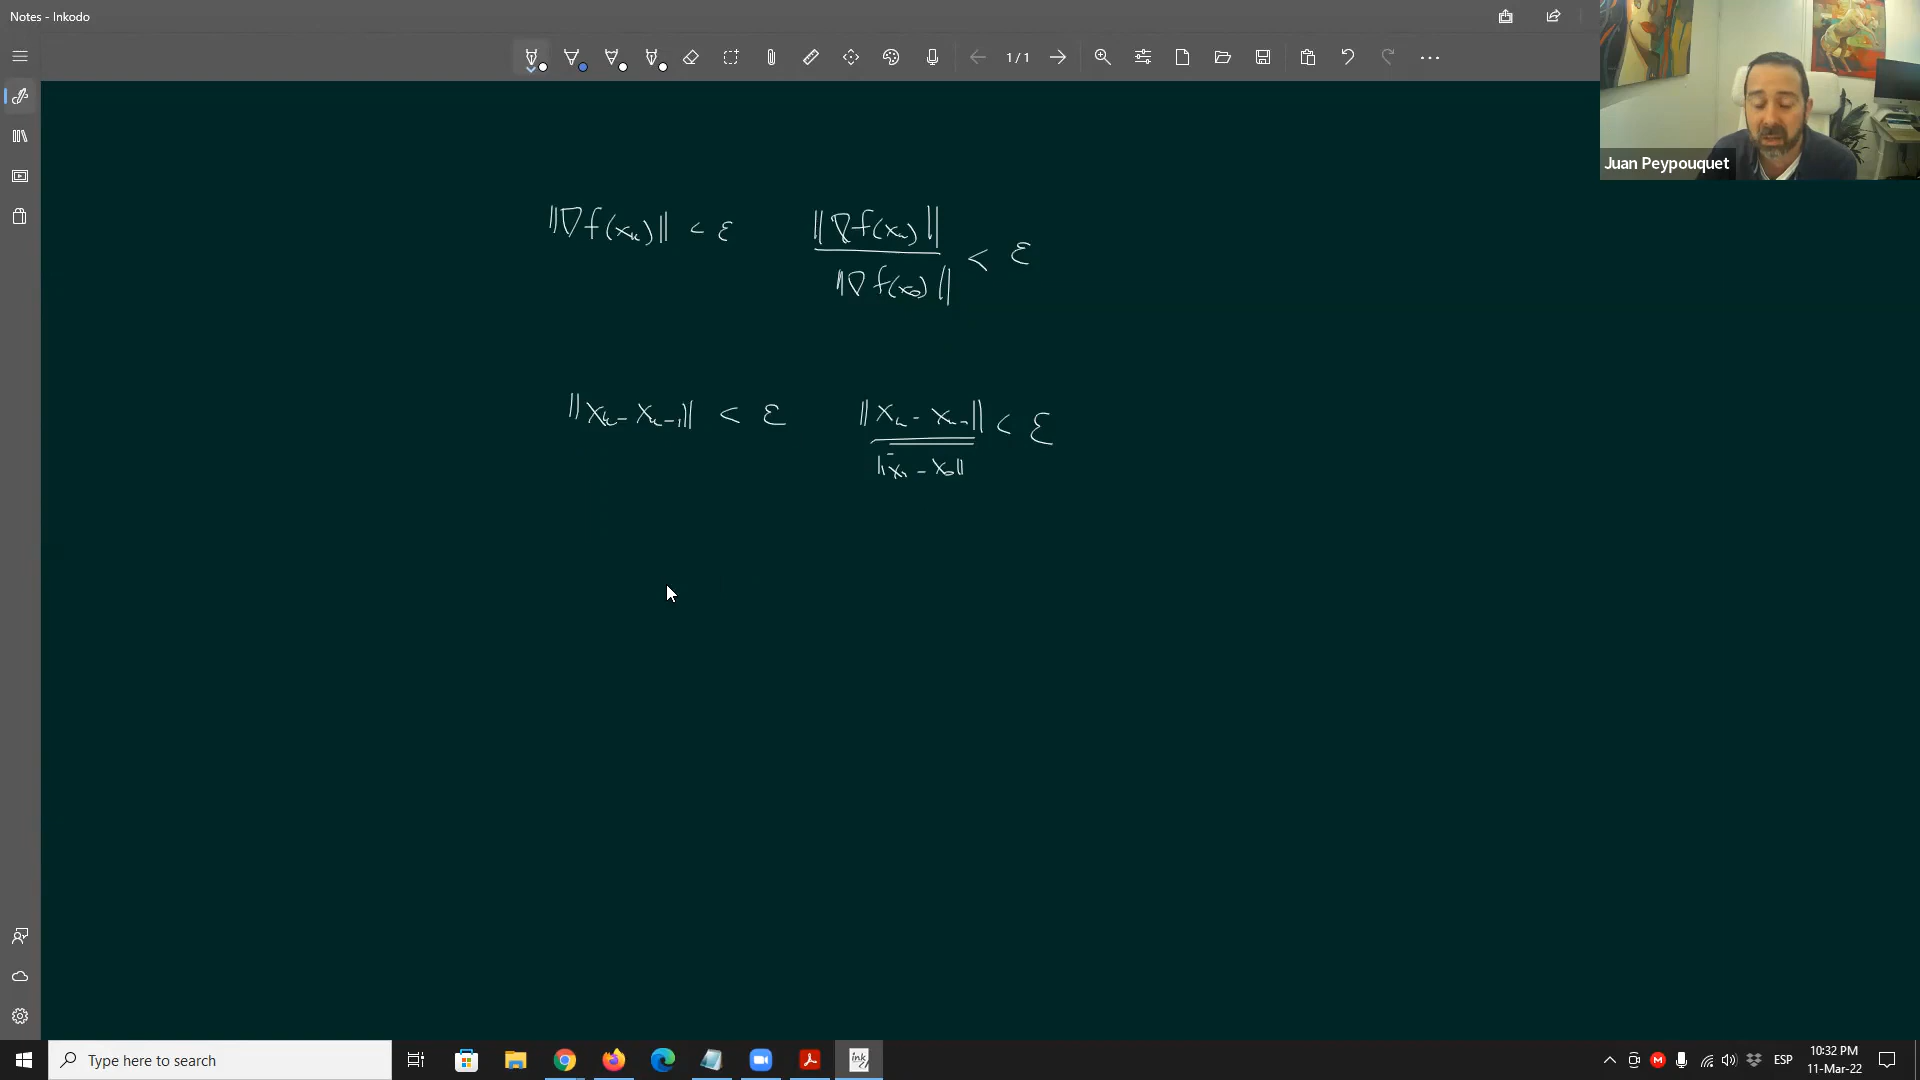 Notes - Inkodo
1 / 1
Juan Peypouquet
||∇f(xₖ)|| < ε    ||∇f(xₖ)|| / ||∇f(x₀)|| < ε
||xₖ - xₖ₋₁|| < ε    ||xₖ - xₖ₋₁|| / ||x₁ - x₀|| < ε
Type here to search
ink
ESP
10:32 PM
11-Mar-22